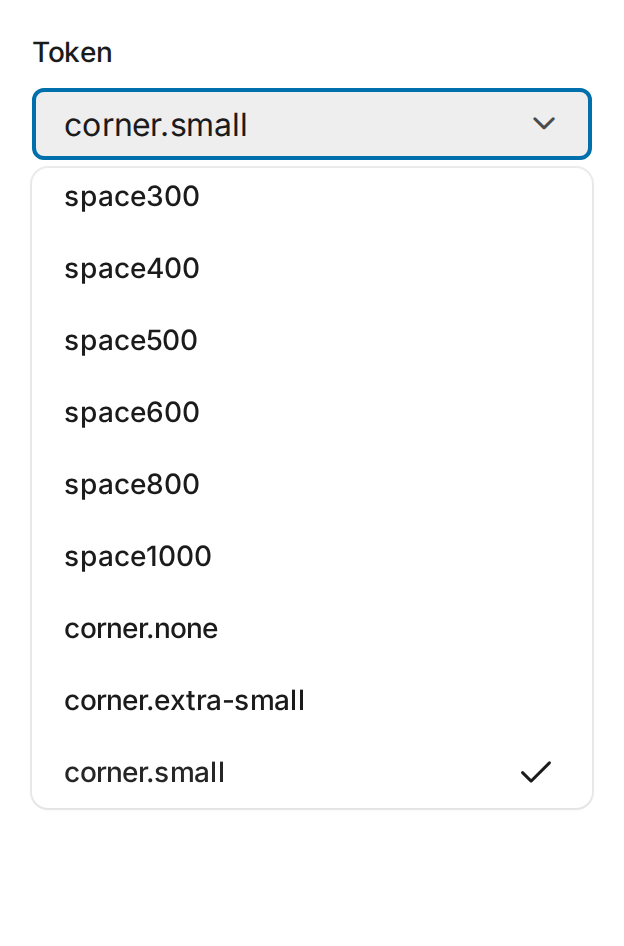 Token
corner.small
space300
space400
space500
space600
space800
space1000
corner.none
corner.extra-small
corner.small